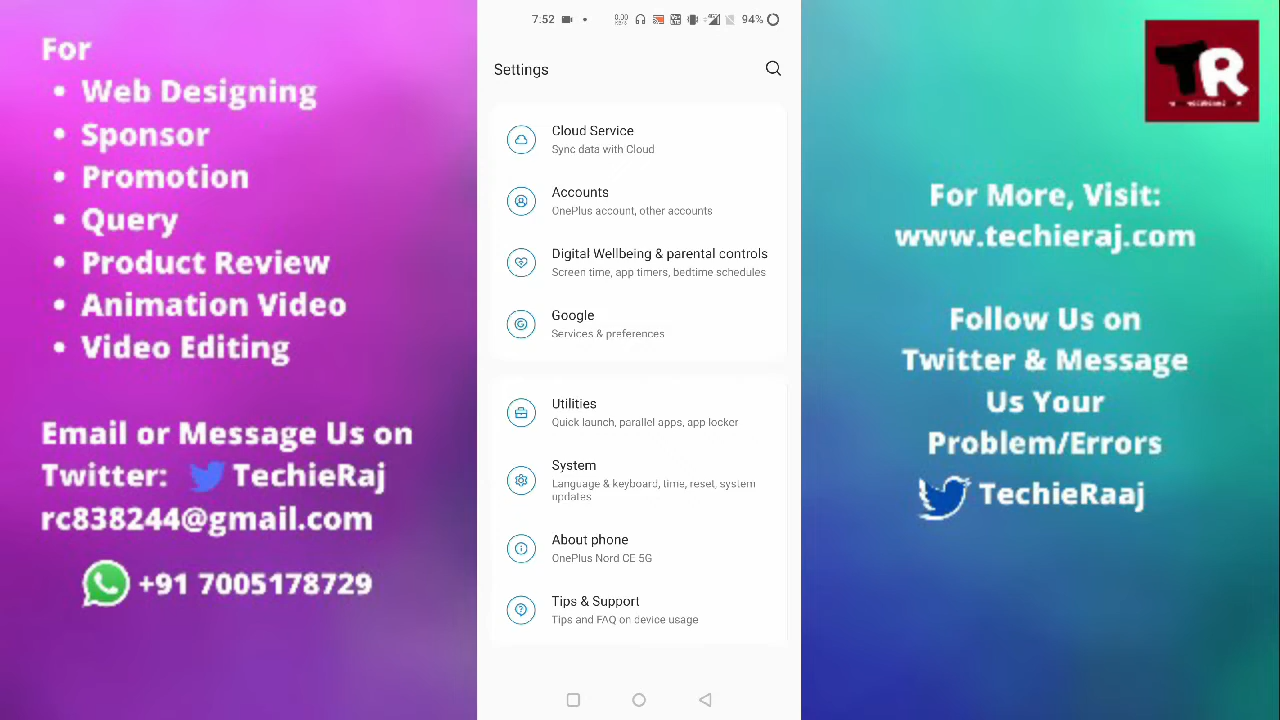 For
• Web Designing
• Sponsor
• Promotion
• Query
• Product Review
• Animation Video
• Video Editing
Email or Message Us on
Twitter: TechieRaj
rc838244@gmail.com
+91 7005178729
7:52
94%
Settings
Cloud Service
Sync data with Cloud
Accounts
OnePlus account, other accounts
Digital Wellbeing & parental controls
Screen time, app timers, bedtime schedules
Google
Services & preferences
Utilities
Quick launch, parallel apps, app locker
System
Language & keyboard, time, reset, system
updates
About phone
OnePlus Nord CE 5G
Tips & Support
Tips and FAQ on device usage
TR
For More, Visit:
www.techieraj.com
Follow Us on
Twitter & Message
Us Your
Problem/Errors
TechieRaaj